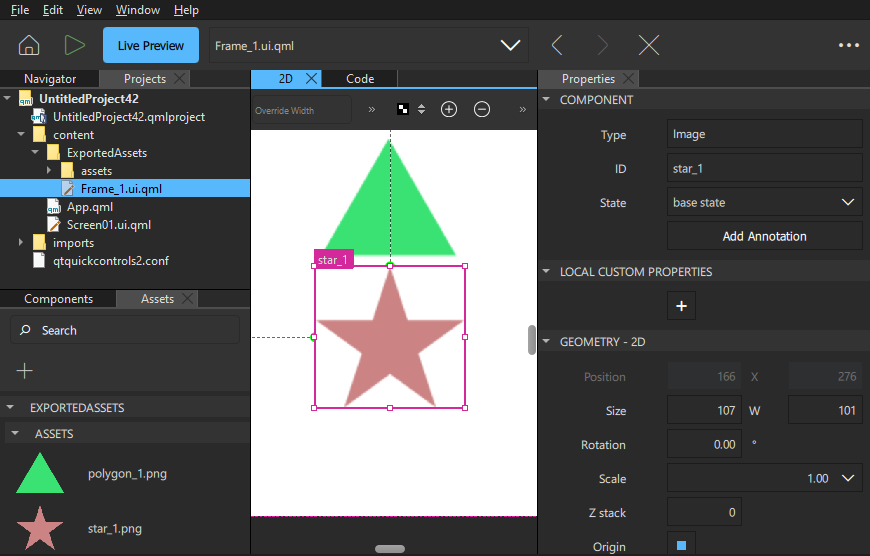 File Edit View Window Help
Live Preview
Frame_1.ui.qml
Navigator
Projects
UntitledProject42
UntitledProject42.qmlproject
content
ExportedAssets
assets
Frame_1.ui.qml
App.qml
Screen01.ui.qml
imports
qtquickcontrols2.conf
Components
Assets
Search
EXPORTEDASSETS
ASSETS
polygon_1.png
star_1.png
2D
Code
Override Width
star_1
Properties
COMPONENT
Type Image
ID star_1
State base state
Add Annotation
LOCAL CUSTOM PROPERTIES
GEOMETRY - 2D
Position 166 X 276
Size 107 W 101
Rotation 0.00 °
Scale 1.00
Z stack 0
Origin